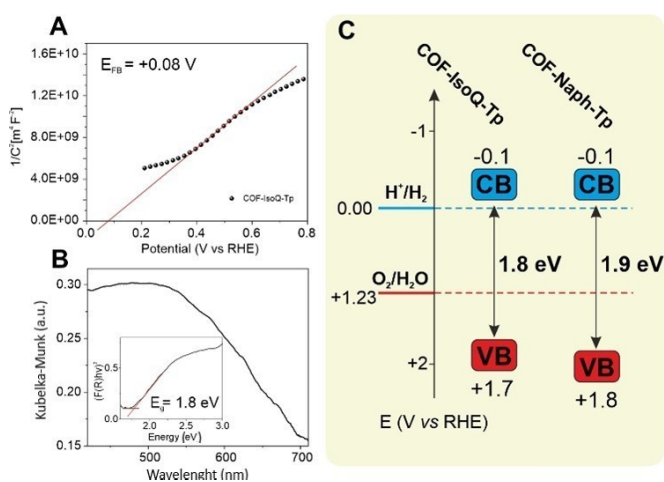 A
1.6E+10
1.2E+10
8.0E+09
4.0E+09
0.0E+00
1/C²[m⁴ F⁻²]
E_FB = +0.08 V
COF-IsoQ-Tp
0.0 0.2 0.4 0.6 0.8
Potential (V vs RHE)
B
0.30
0.25
0.20
0.15
Kubelka-Munk (a.u.)
0.5
0.0
E_g = 1.8 eV
2.0 2.5 3.0
Energy (eV)
500 600 700
Wavelenght (nm)
C
COF-IsoQ-Tp
COF-Naph-Tp
-1
-0.1 -0.1
H⁺/H₂ CB CB
0.00
1.8 eV 1.9 eV
O₂/H₂O
+1.23
+2 VB VB
+1.7 +1.8
E (V vs RHE)